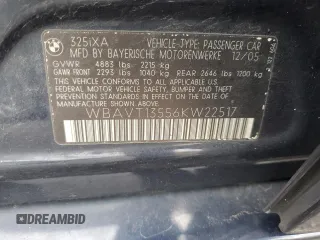 325iXA VEHICLE-TYPE: PASSENGER CAR
MFD BY BAYERISCHE MOTORENWERKE 12/05
GVWR 4883 lbs 2215 kg
GAWR FRONT 2293 lbs 1040 kg REAR 2646 lbs 1200 kg
THIS VEHICLE CONFORMS TO ALL APPLICABLE U.S.
FEDERAL MOTOR VEHICLE SAFETY, BUMPER, AND
THEFT PREVENTION STANDARDS IN EFFECT ON THE
DATE OF MANUFACTURE SHOWN ABOVE.
WBAVT13556KW22517
DREAMBID